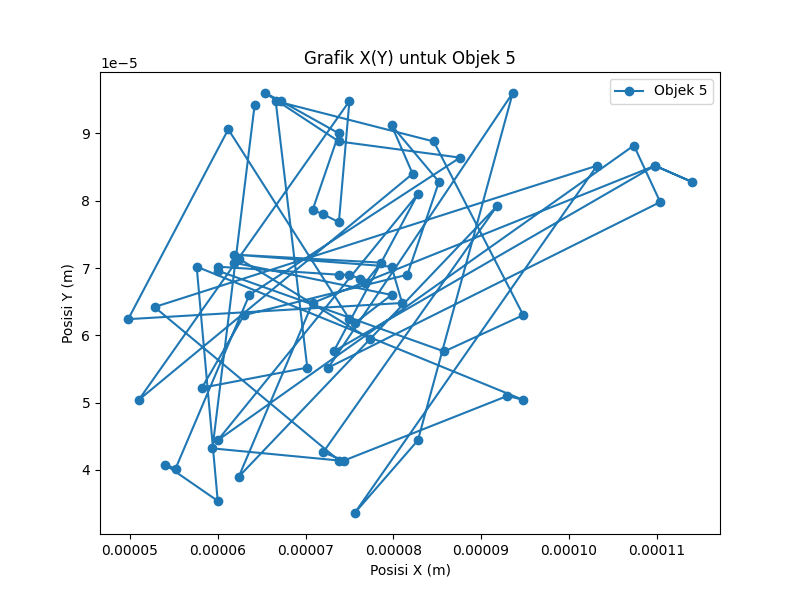 Grafik X(Y) untuk Objek 5
1e−5
Objek 5
9
8
7
6
5
4
Posisi Y (m)
0.00005 0.00006 0.00007 0.00008 0.00009 0.00010 0.00011
Posisi X (m)